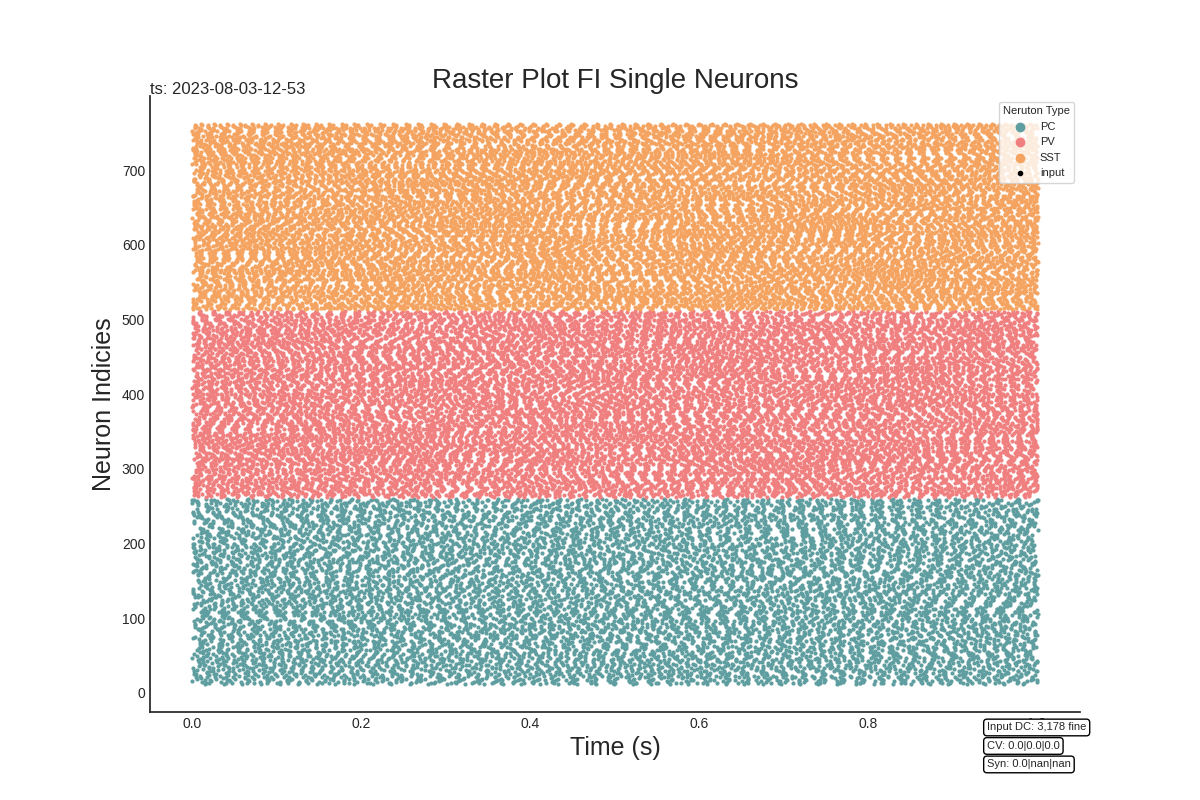 Raster Plot FI Single Neurons
ts: 2023-08-03-12-53
Neruton Type
PC
PV
SST
input
Neuron Indicies
700
600
500
400
300
200
100
0
0.0
0.2
0.4
0.6
0.8
Time (s)
Input DC: 3,178 fine
CV: 0.0|0.0|0.0
Syn: 0.0|nan|nan